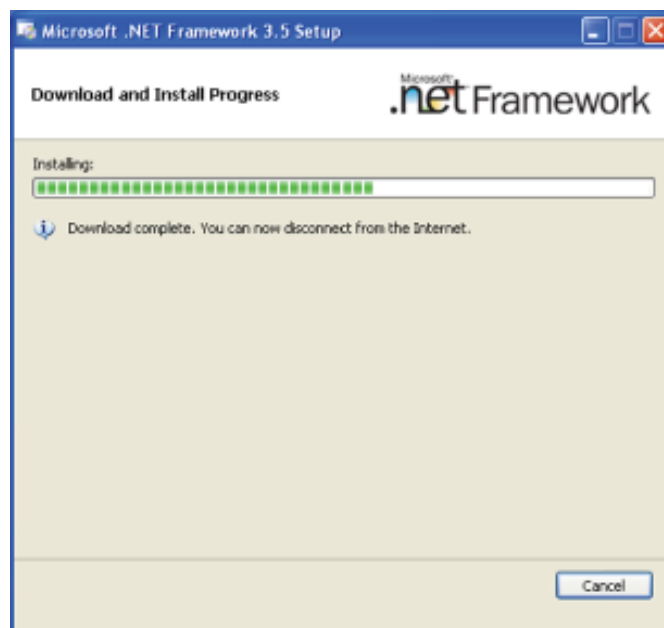 Microsoft .NET Framework 3.5 Setup
Download and Install Progress
Microsoft
.net Framework
Installing:
Download complete. You can now disconnect from the Internet.
Cancel